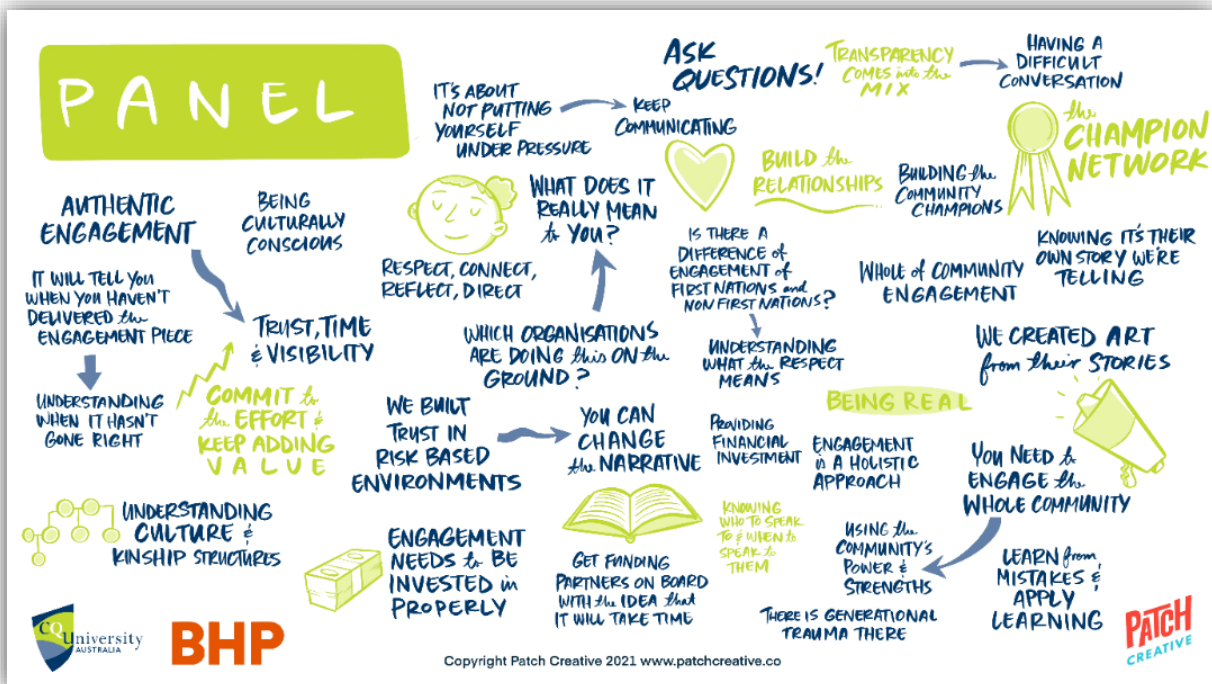 PANEL
IT'S ABOUT
NOT PUTTING
YOURSELF
UNDER PRESSURE
KEEP
COMMUNICATING
ASK
QUESTIONS!
TRANSPARENCY
COMES into the
MIX
HAVING A
DIFFICULT
CONVERSATION
the
CHAMPION
NETWORK
BUILD the
RELATIONSHIPS
BUILDING the
COMMUNITY
CHAMPIONS
AUTHENTIC
ENGAGEMENT
BEING
CULTURALLY
CONSCIOUS
WHAT DOES IT
REALLY MEAN
to YOU?
RESPECT, CONNECT,
REFLECT, DIRECT
IS THERE A
DIFFERENCE of
ENGAGEMENT of
FIRST NATIONS and
NON FIRST NATIONS?
WHOLE of COMMUNITY
ENGAGEMENT
KNOWING IT'S THEIR
OWN STORY WE'RE
TELLING
IT WILL TELL YOU
WHEN YOU HAVEN'T
DELIVERED the
ENGAGEMENT PIECE
TRUST, TIME
& VISIBILITY
WHICH ORGANISATIONS
ARE DOING this ON the
GROUND?
UNDERSTANDING
WHAT the RESPECT
MEANS
WE CREATED ART
from their STORIES
UNDERSTANDING
WHEN IT HASN'T
GONE RIGHT
COMMIT to
the EFFORT &
KEEP ADDING
VALUE
WE BUILT
TRUST IN
RISK BASED
ENVIRONMENTS
YOU CAN
CHANGE
the NARRATIVE
PROVIDING
FINANCIAL
INVESTMENT
BEING REAL
ENGAGEMENT
is A HOLISTIC
APPROACH
YOU NEED to
ENGAGE the
WHOLE COMMUNITY
UNDERSTANDING
CULTURE &
KINSHIP STRUCTURES
ENGAGEMENT
NEEDS to BE
INVESTED in
PROPERLY
GET FUNDING
PARTNERS ON BOARD
WITH the IDEA that
IT WILL TAKE TIME
KNOWING
WHO TO SPEAK
TO & WHEN to
SPEAK to
THEM
USING the
COMMUNITY'S
POWER &
STRENGTHS
THERE IS GENERATIONAL
TRAUMA THERE
LEARN from
MISTAKES &
APPLY
LEARNING
CQUniversity
AUSTRALIA
BHP
Copyright Patch Creative 2021 www.patchcreative.co
PATCH
CREATIVE